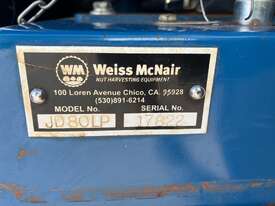 WM Weiss McNair
NUT HARVESTING EQUIPMENT
100 Loren Avenue Chico, CA. 95928
(530)891-6214
MODEL No. SERIAL No.
JD80LP 17822